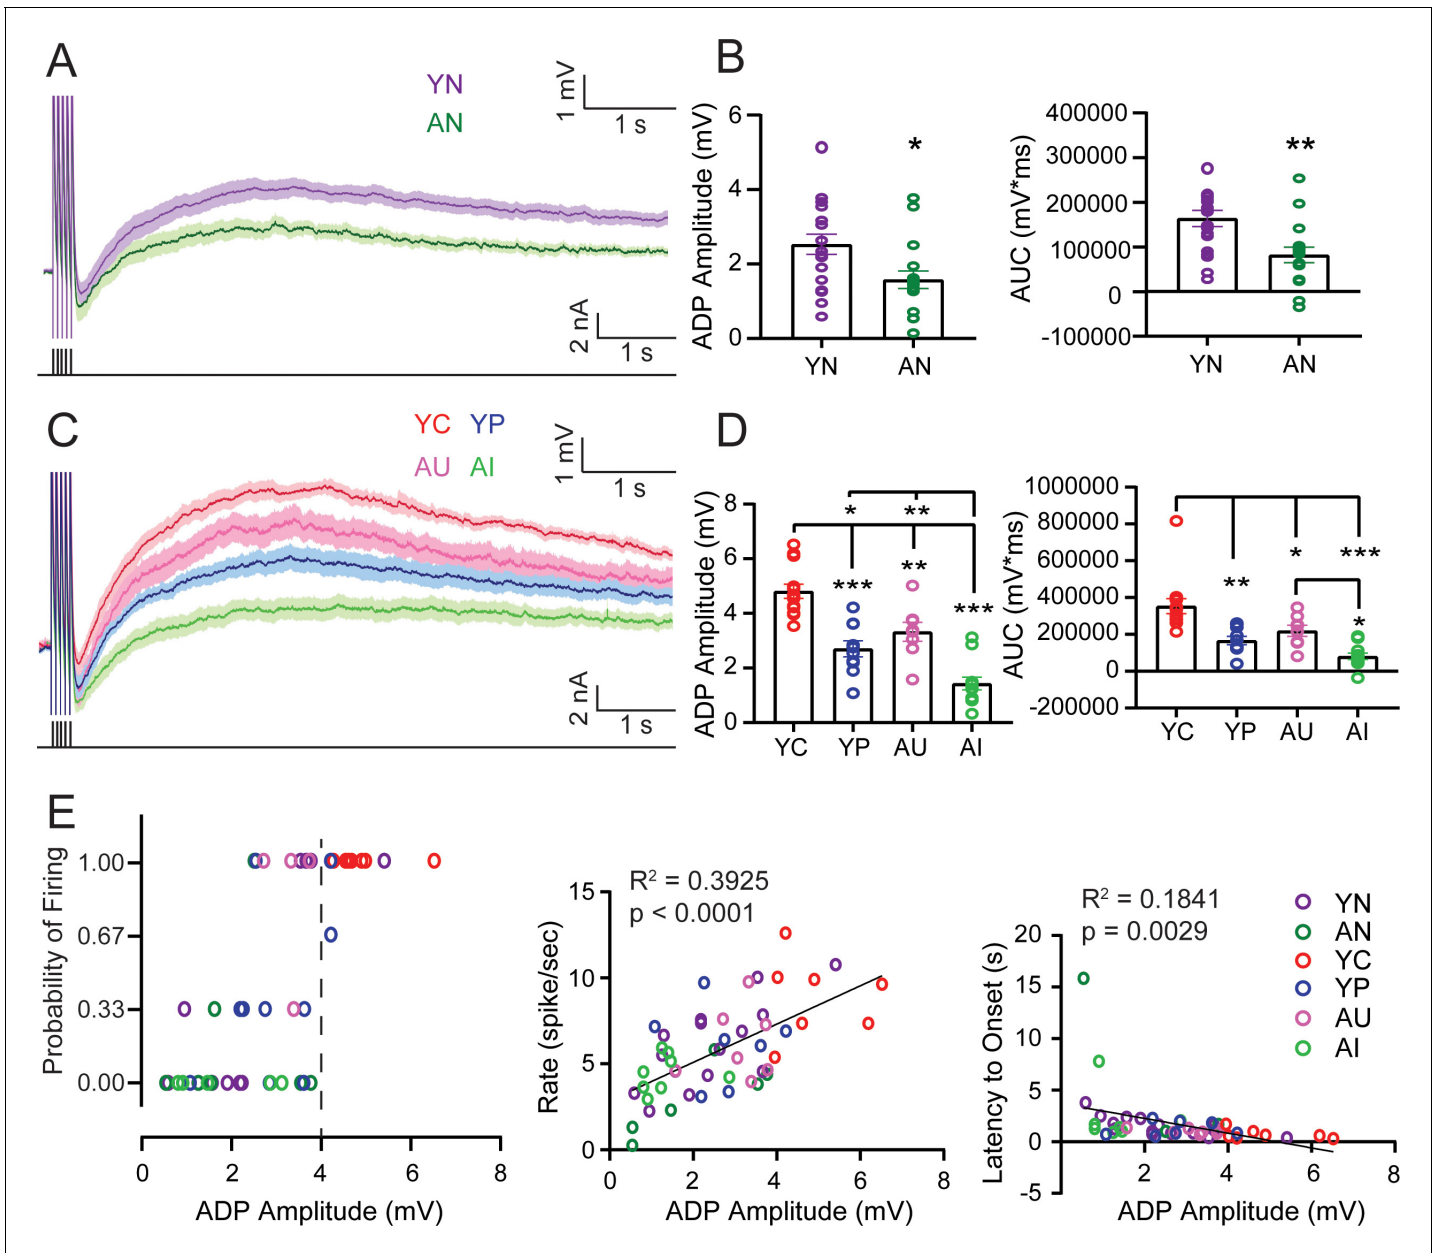 A
YN
AN
1 mV
1 s
2 nA
1 s
B
ADP Amplitude (mV)
6
4
2
0
*
YN
AN
AUC (mV*ms)
400000
300000
200000
100000
0
-100000
**
YN
AN
C
YC YP
AU AI
1 mV
1 s
2 nA
1 s
D
ADP Amplitude (mV)
8
6
4
2
0
* **
***
**
***
YC YP AU AI
AUC (mV*ms)
1000000
800000
600000
400000
200000
0
-200000
**
*
***
*
YC YP AU AI
E
Probability of Firing
1.00
0.67
0.33
0.00
0 2 4 6 8
ADP Amplitude (mV)
R² = 0.3925
p < 0.0001
Rate (spike/sec)
15
10
5
0
0 2 4 6 8
ADP Amplitude (mV)
R² = 0.1841
p = 0.0029
Latency to Onset (s)
20
15
10
5
0
-5
2 4 6 8
ADP Amplitude (mV)
YN
AN
YC
YP
AU
AI